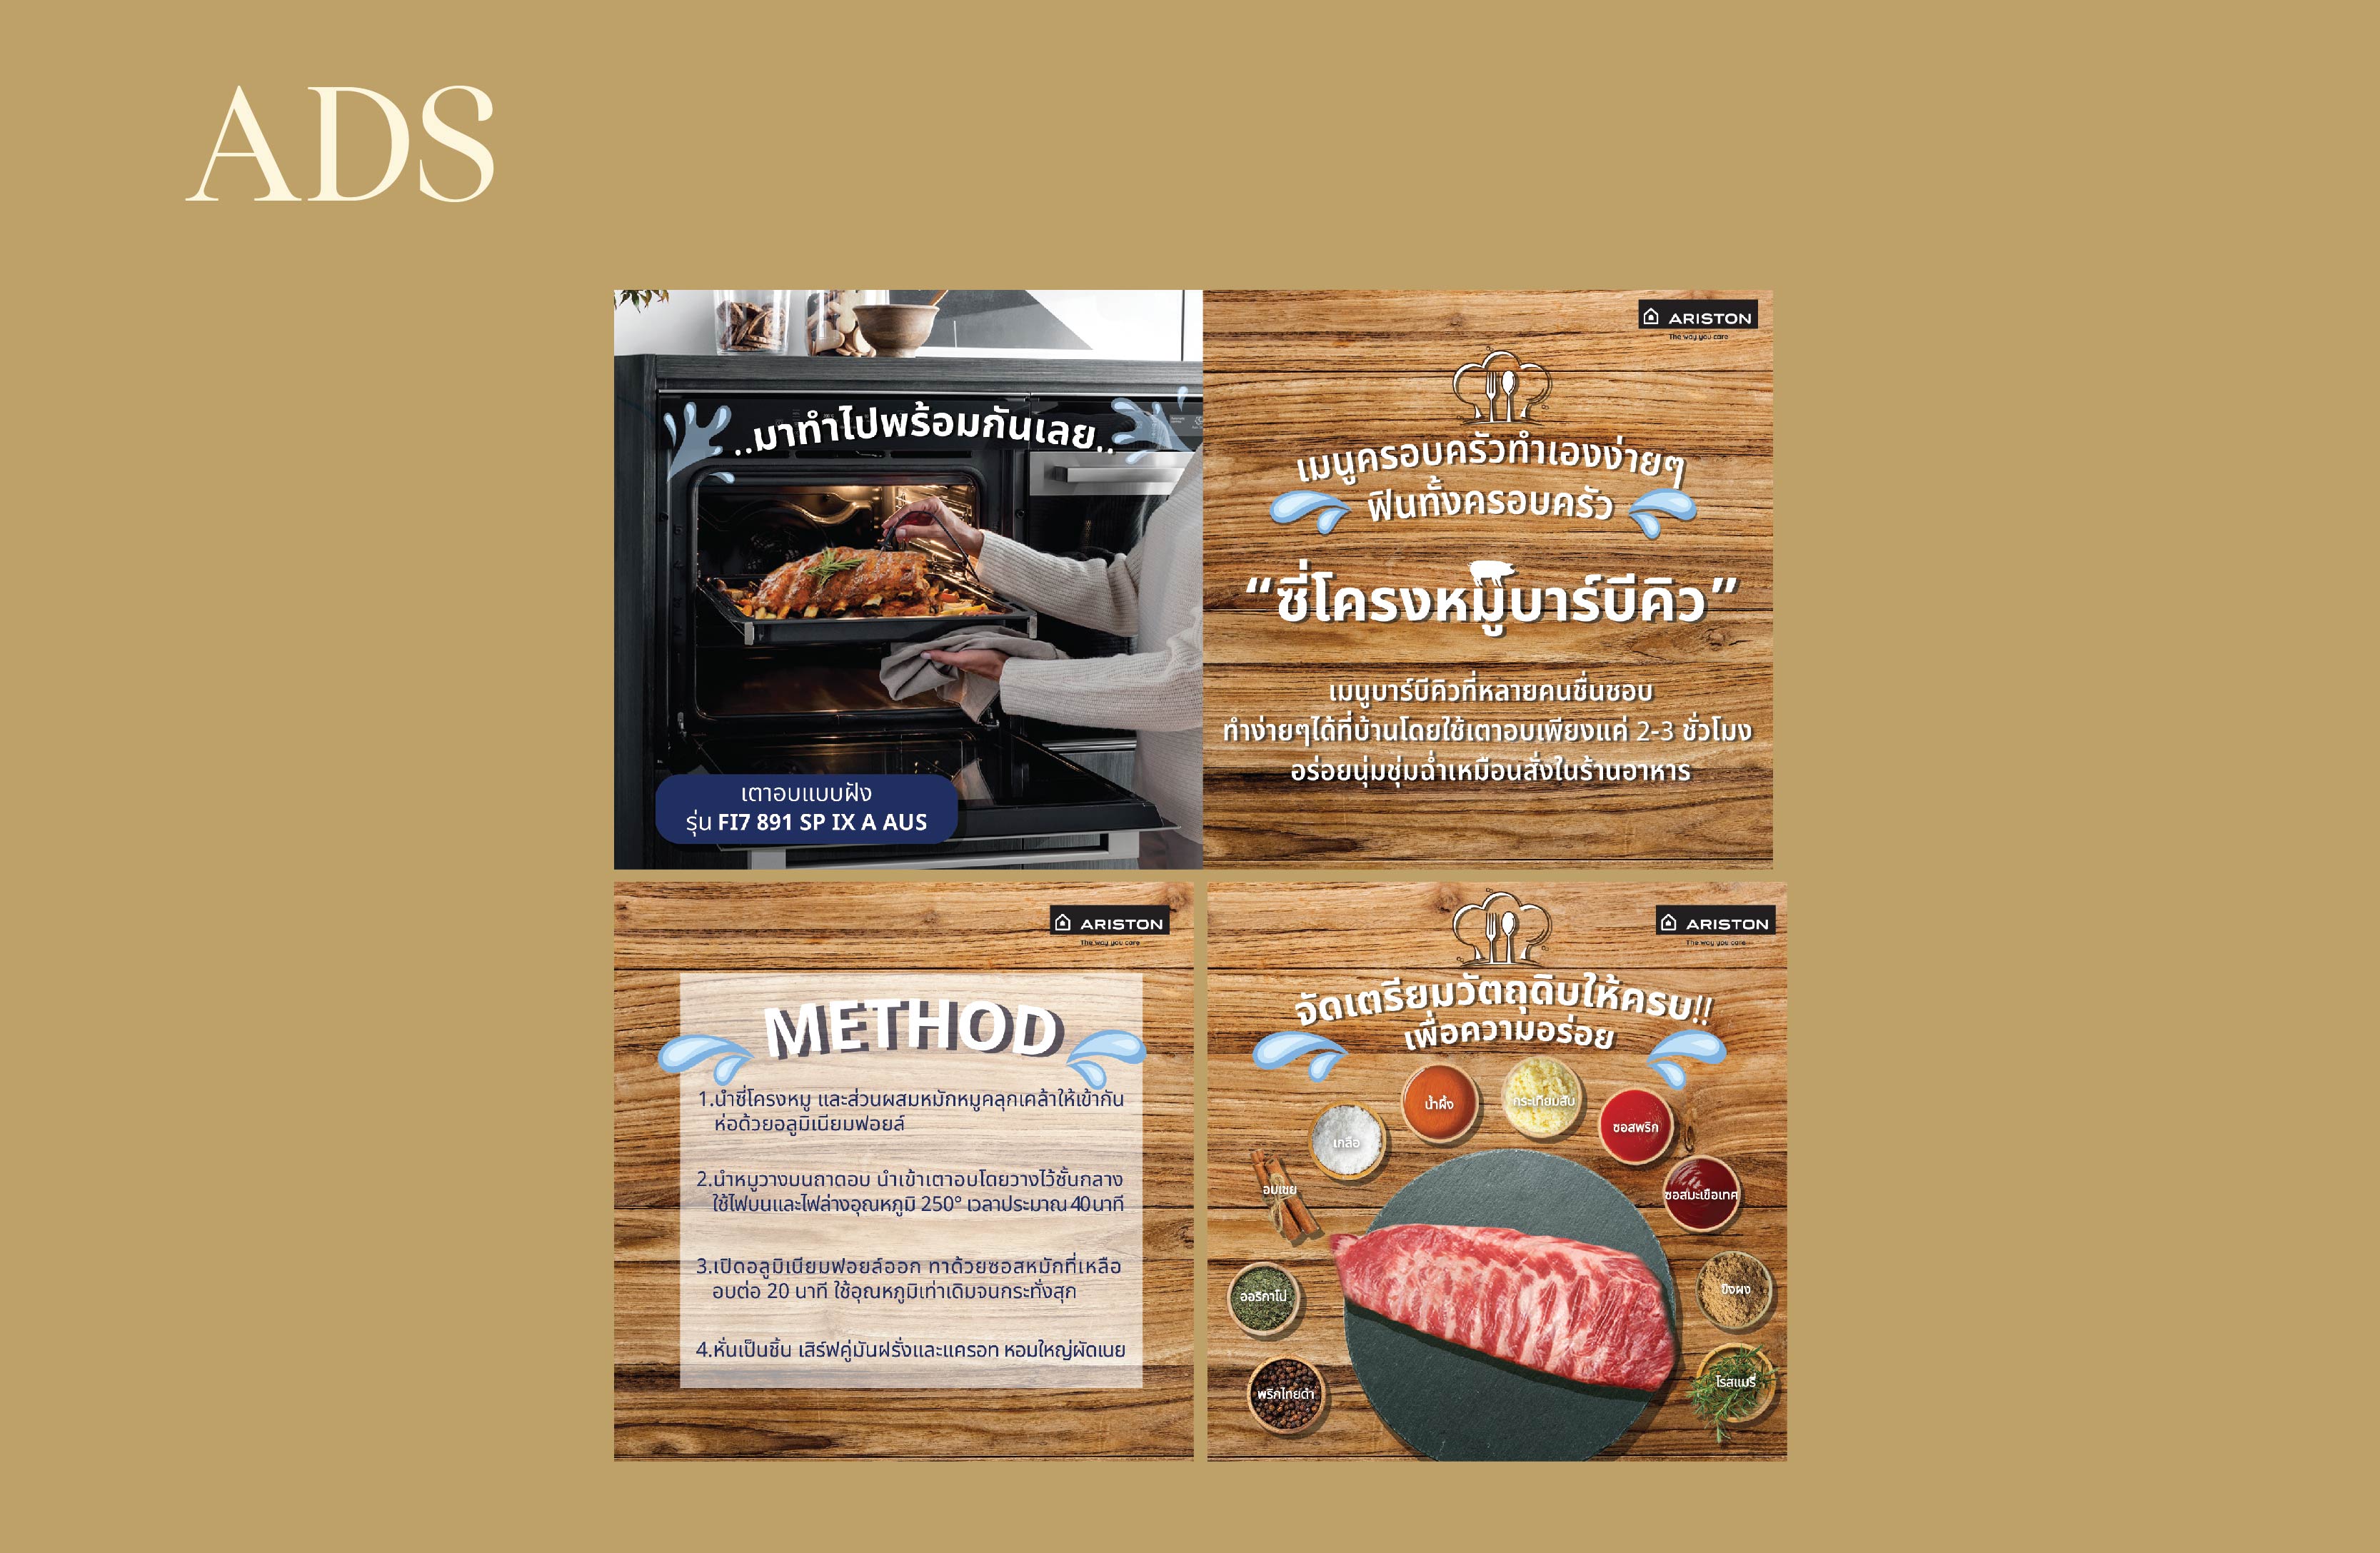 ADS
..มาทำไปพร้อมกันเลย..
เตาอบแบบฝัง
รุ่น FI7 891 SP IX A AUS
ARISTON
The way you care
เมนูครอบครัวทำเองง่ายๆ
ฟินทั้งครอบครัว
“ซี่โครงหมูบาร์บีคิว”
เมนูบาร์บีคิวที่หลายคนชื่นชอบ
ทำง่ายๆได้ที่บ้านโดยใช้เตาอบเพียงแค่ 2-3 ชั่วโมง
อร่อยนุ่มชุ่มฉ่ำเหมือนสั่งในร้านอาหาร
ARISTON
The way you care
METHOD
1.นำซี่โครงหมู และส่วนผสมหมักหมูคลุกเคล้าให้เข้ากัน
ห่อด้วยอลูมิเนียมฟอยล์
2.นำหมูวางบนถาดอบ นำเข้าเตาอบโดยวางไว้ชั้นกลาง
ใช้ไฟบนและไฟล่างอุณหภูมิ 250° เวลาประมาณ 40นาที
3.เปิดอลูมิเนียมฟอยล์ออก ทาด้วยซอสหมักที่เหลือ
อบต่อ 20 นาที ใช้อุณหภูมิเท่าเดิมจนกระทั่งสุก
4.หั่นเป็นชิ้น เสิร์ฟคู่มันฝรั่งและแครอท หอมใหญ่ผัดเนย
ARISTON
The way you care
จัดเตรียมวัตถุดิบให้ครบ!!
เพื่อความอร่อย
น้ำผึ้ง
กระเทียมสับ
ซอสพริก
เกลือ
อบเชย
ซอสมะเขือเทศ
ออริกาโน่
ขิงผง
โรสแมรี่
พริกไทยดำ